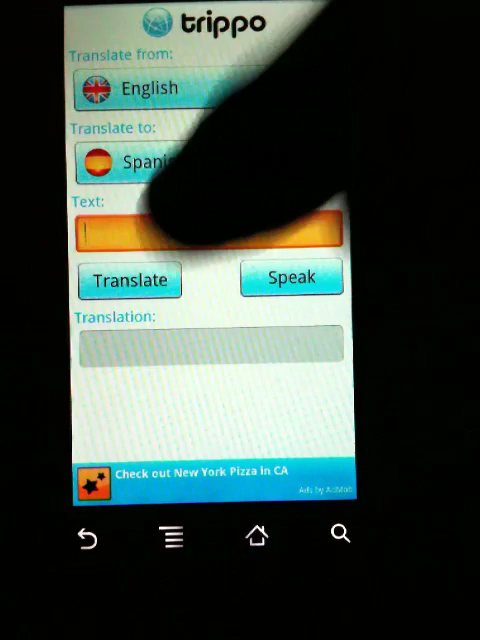 trippo
Translate from:
English
Translate to:
Text:
Translate
Speak
Translation:
Check out New York Pizza in CA
Ads by AdMob